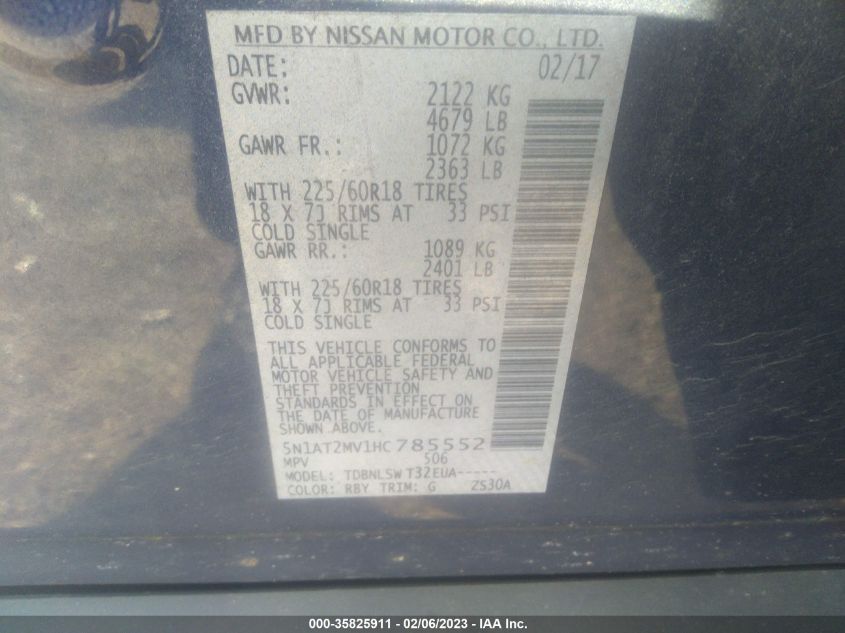 MFD BY NISSAN MOTOR CO., LTD.
DATE: 02/17
GVWR: 2122 KG
4679 LB
GAWR FR.: 1072 KG
2363 LB
WITH 225/60R18 TIRES
18 X 7J RIMS AT 33 PSI
COLD SINGLE
GAWR RR.: 1089 KG
2401 LB
WITH 225/60R18 TIRES
18 X 7J RIMS AT 33 PSI
COLD SINGLE
THIS VEHICLE CONFORMS TO
ALL APPLICABLE FEDERAL
MOTOR VEHICLE SAFETY AND
THEFT PREVENTION
STANDARDS IN EFFECT ON
THE DATE OF MANUFACTURE
SHOWN ABOVE.
5N1AT2MV1HC785552
MPV 506
MODEL: TDBNLSW T32EUA-----
COLOR: RBY TRIM: G ZS30A
000-35825911 - 02/06/2023 - IAA Inc.